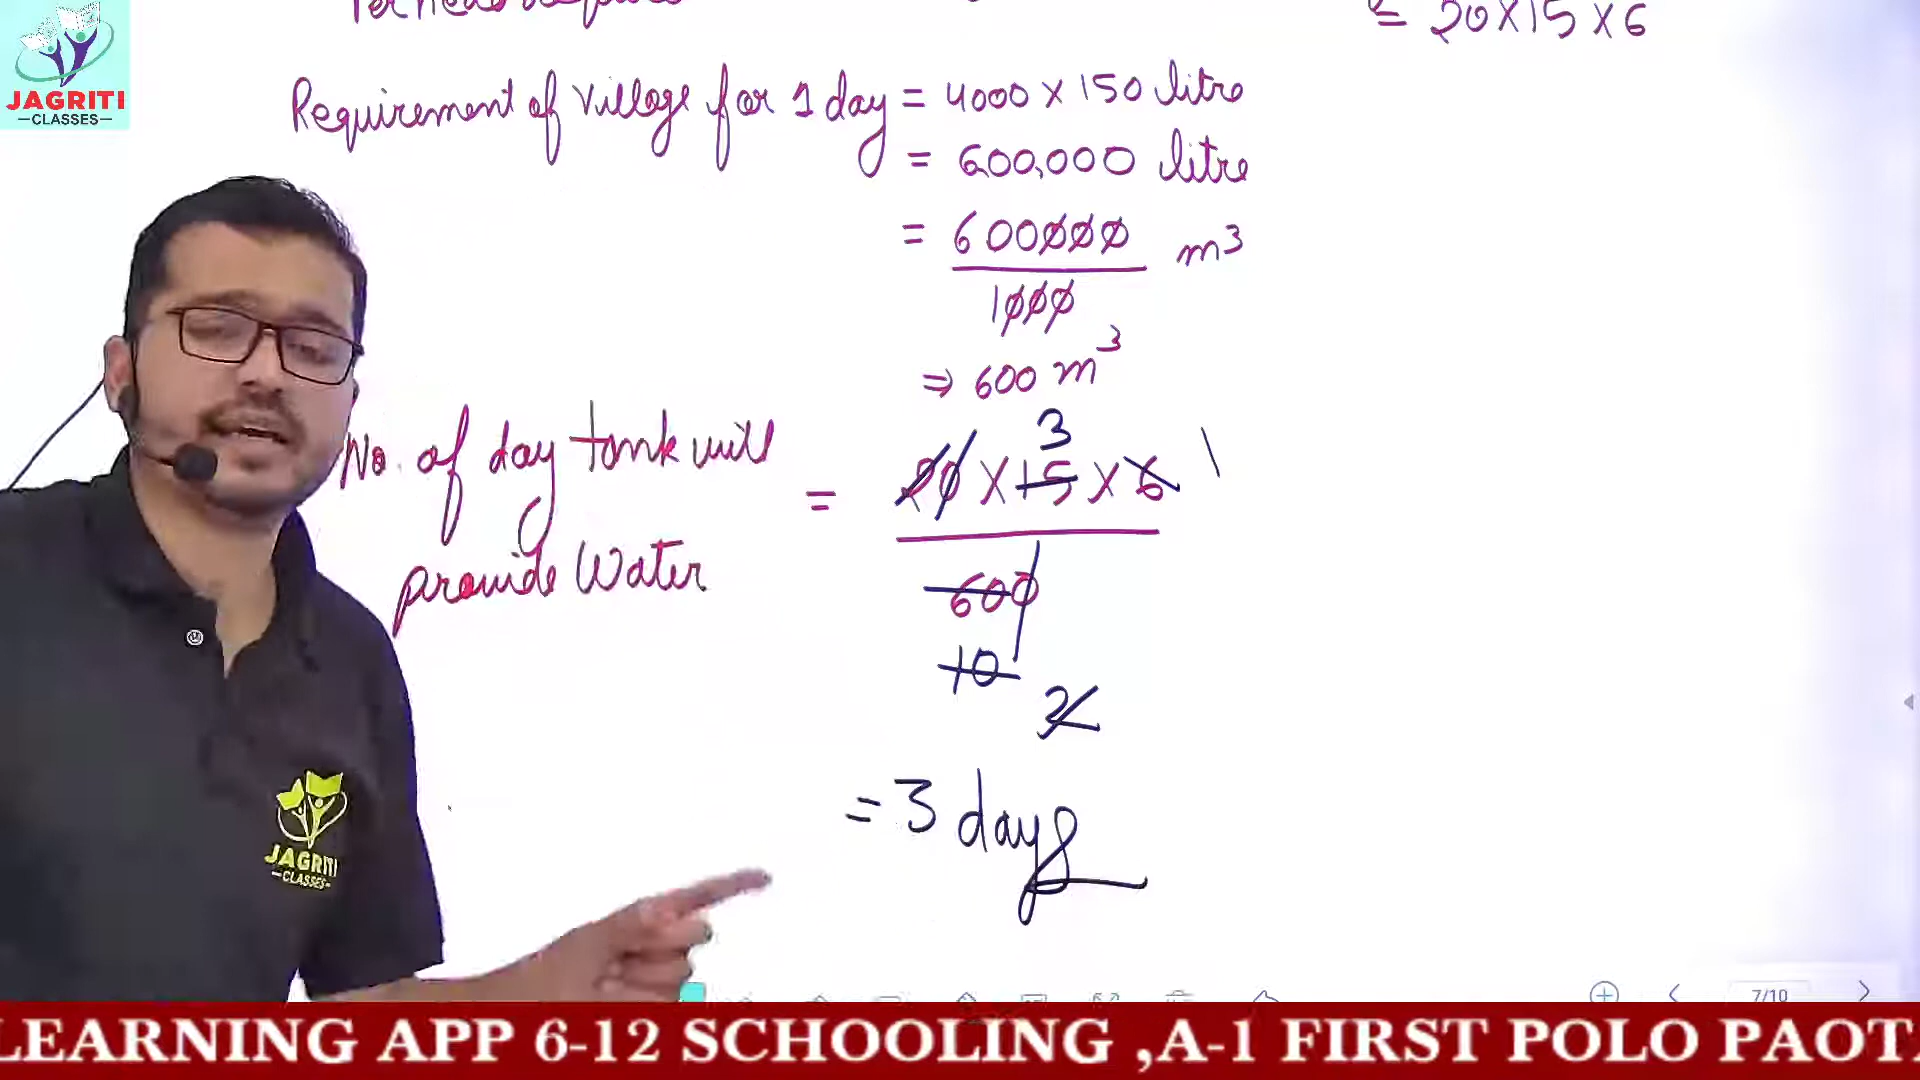 = 20 X 15 X 6
JAGRITI
—CLASSES—
Requirement of village for 1 day = 4000 X 150 litre
= 600,000 litre
= 600000 m3
1000
⇒ 600 m3
No. of day tank will provide Water = 20 X 15 X 6
3
1
600
10
2
= 3 days
JAGRITI
—CLASSES—
7/10
LEARNING APP 6-12 SCHOOLING ,A-1 FIRST POLO PAOTA